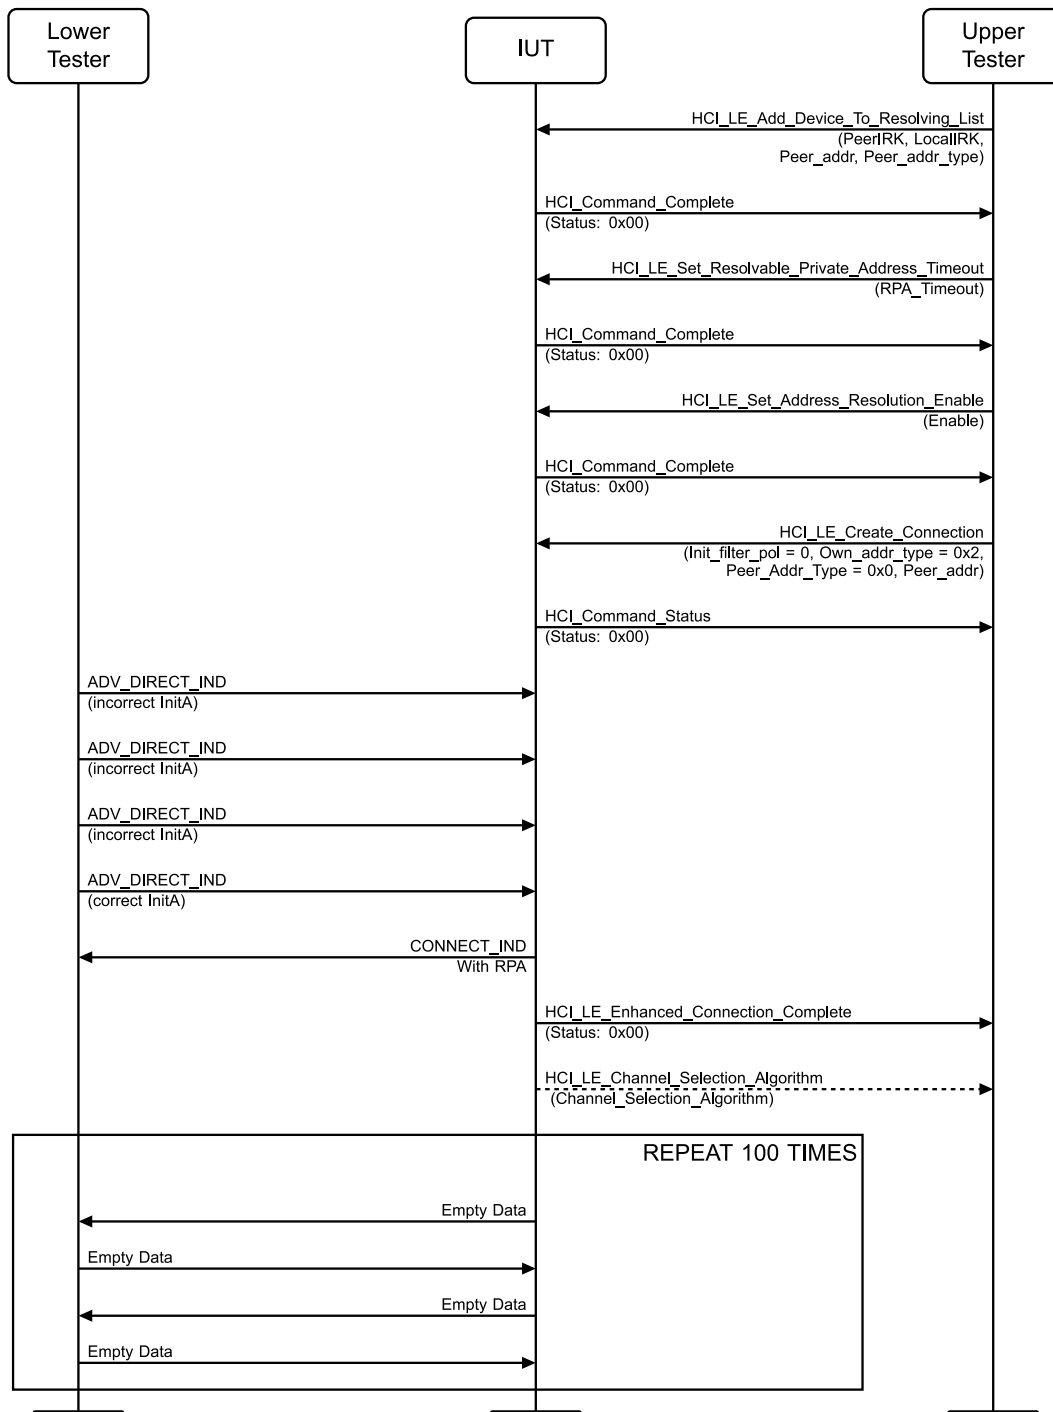 Lower
Tester
IUT
Upper
Tester
HCI_LE_Add_Device_To_Resolving_List
(PeerIRK, LocalIRK,
Peer_addr, Peer_addr_type)
HCI_Command_Complete
(Status: 0x00)
HCI_LE_Set_Resolvable_Private_Address_Timeout
(RPA_Timeout)
HCI_Command_Complete
(Status: 0x00)
HCI_LE_Set_Address_Resolution_Enable
(Enable)
HCI_Command_Complete
(Status: 0x00)
HCI_LE_Create_Connection
(Init_filter_pol = 0, Own_addr_type = 0x2,
Peer_Addr_Type = 0x0, Peer_addr)
HCI_Command_Status
(Status: 0x00)
ADV_DIRECT_IND
(incorrect InitA)
ADV_DIRECT_IND
(incorrect InitA)
ADV_DIRECT_IND
(incorrect InitA)
ADV_DIRECT_IND
(correct InitA)
CONNECT_IND
With RPA
HCI_LE_Enhanced_Connection_Complete
(Status: 0x00)
HCI_LE_Channel_Selection_Algorithm
(Channel_Selection_Algorithm)
REPEAT 100 TIMES
Empty Data
Empty Data
Empty Data
Empty Data